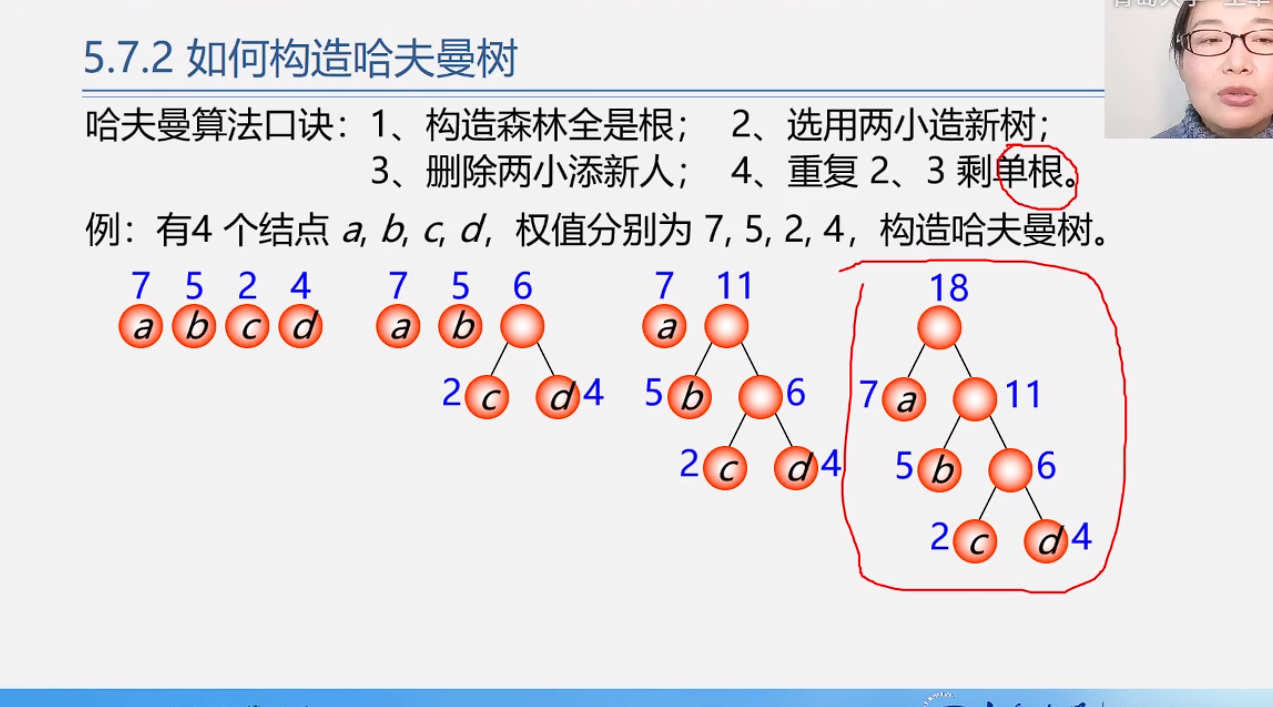 5.7.2 如何构造哈夫曼树
哈夫曼算法口诀：1、构造森林全是根； 2、选用两小造新树；
3、删除两小添新人； 4、重复 2、3 剩单根。
例：有4 个结点 a, b, c, d，权值分别为 7, 5, 2, 4，构造哈夫曼树。
7 5 2 4 7 5 6 7 11 18
a b c d a b a
2 c d 4 5 b 6 7 a 11
2 c d 4 5 b 6
2 c d 4